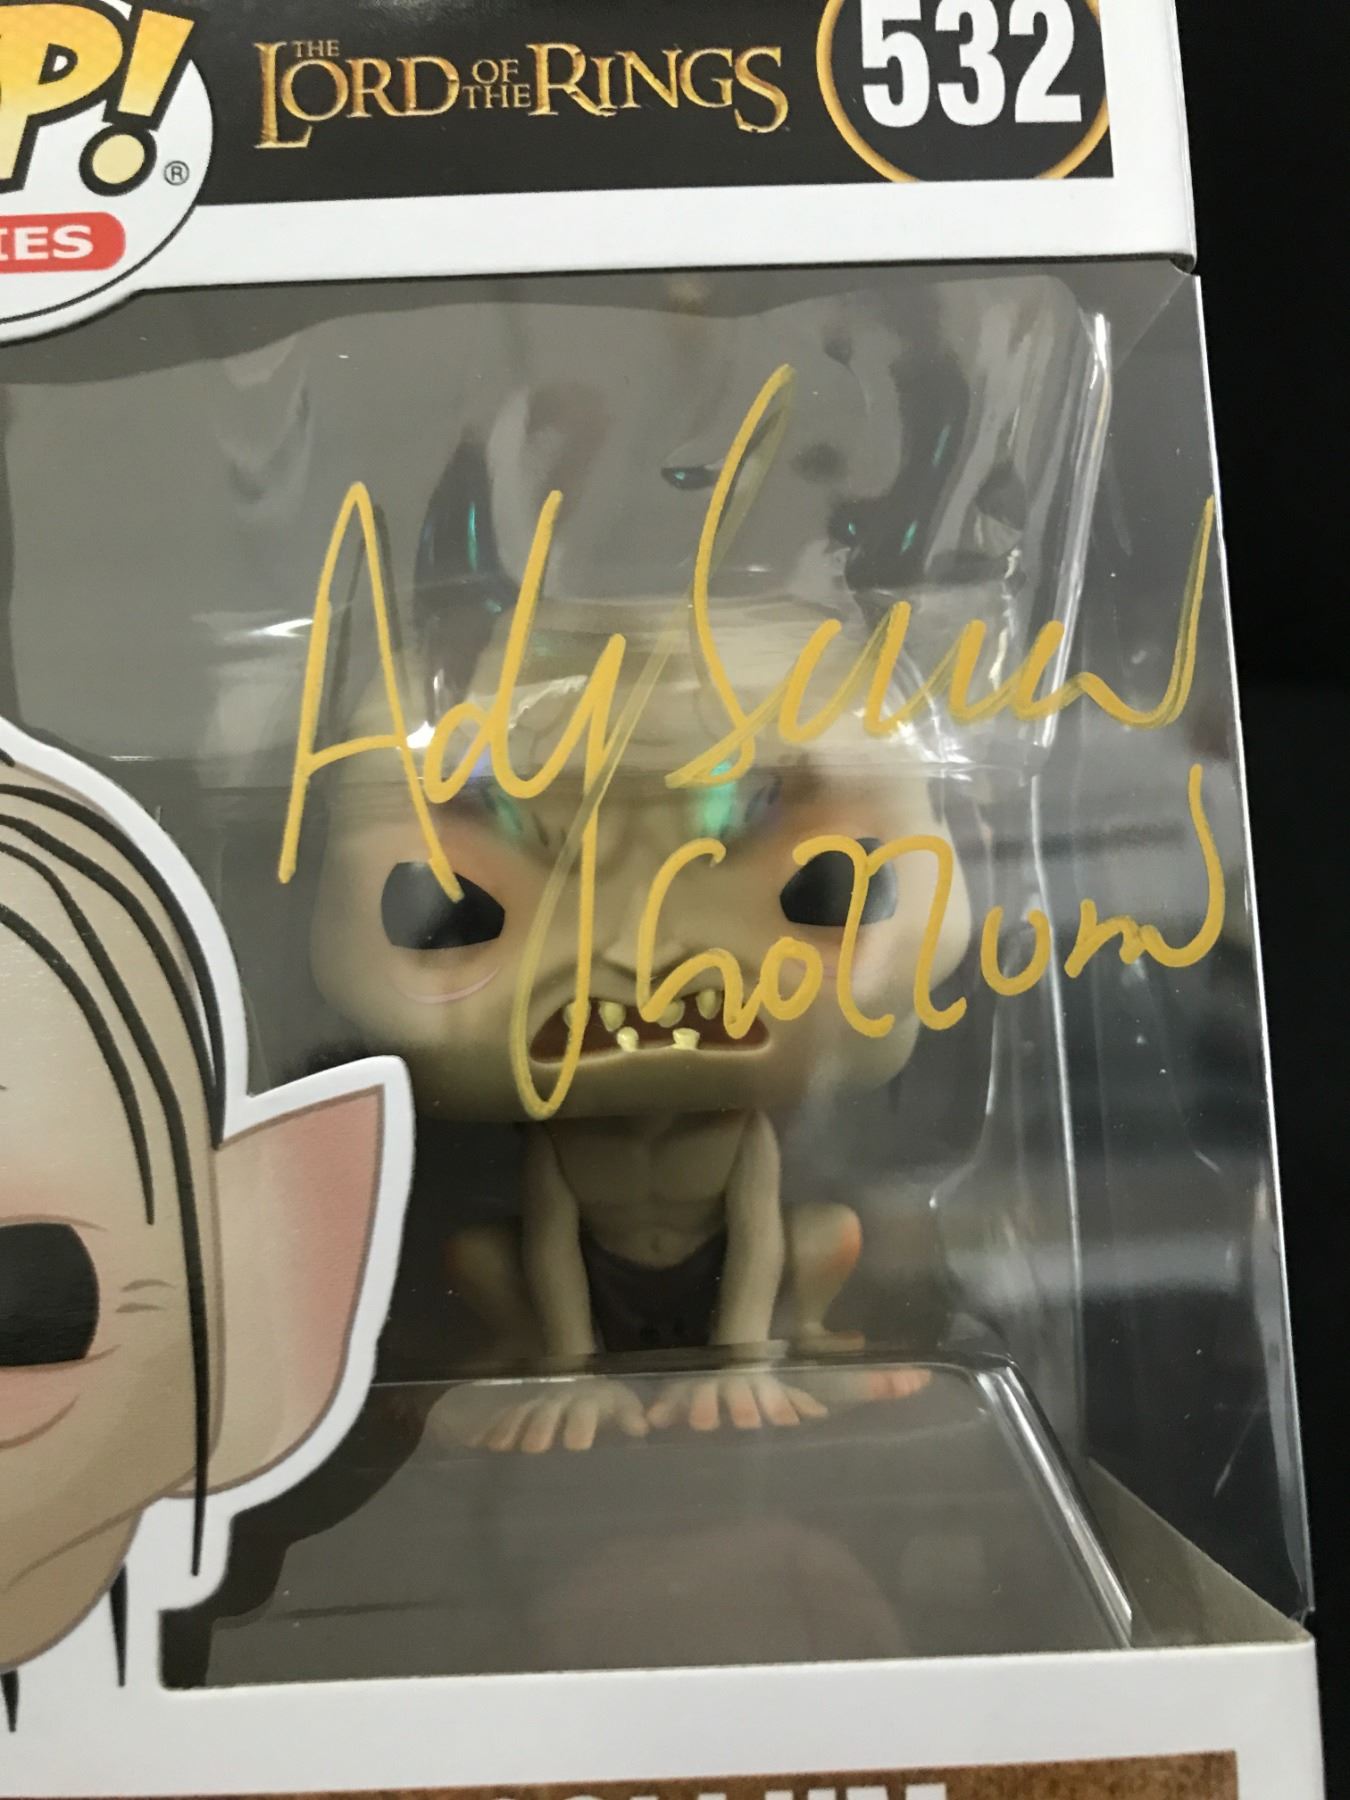 P!®
THE LORD OF THE RINGS
532
IES
Andy Serkis
Gollum